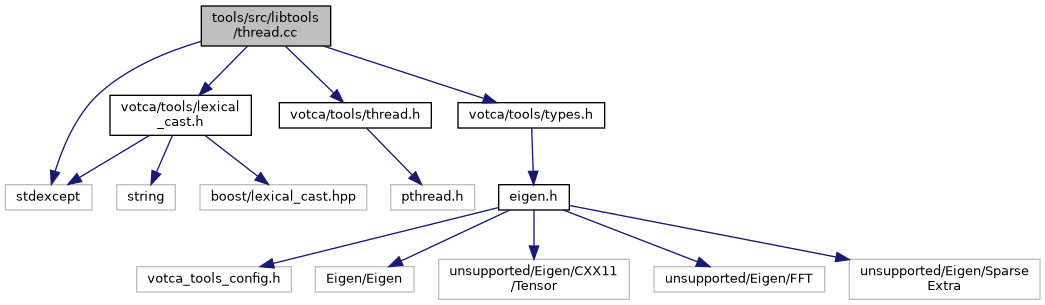 tools/src/libtools
/thread.cc
votca/tools/lexical
_cast.h
votca/tools/thread.h
votca/tools/types.h
stdexcept
string
boost/lexical_cast.hpp
pthread.h
eigen.h
votca_tools_config.h
Eigen/Eigen
unsupported/Eigen/CXX11
/Tensor
unsupported/Eigen/FFT
unsupported/Eigen/Sparse
Extra